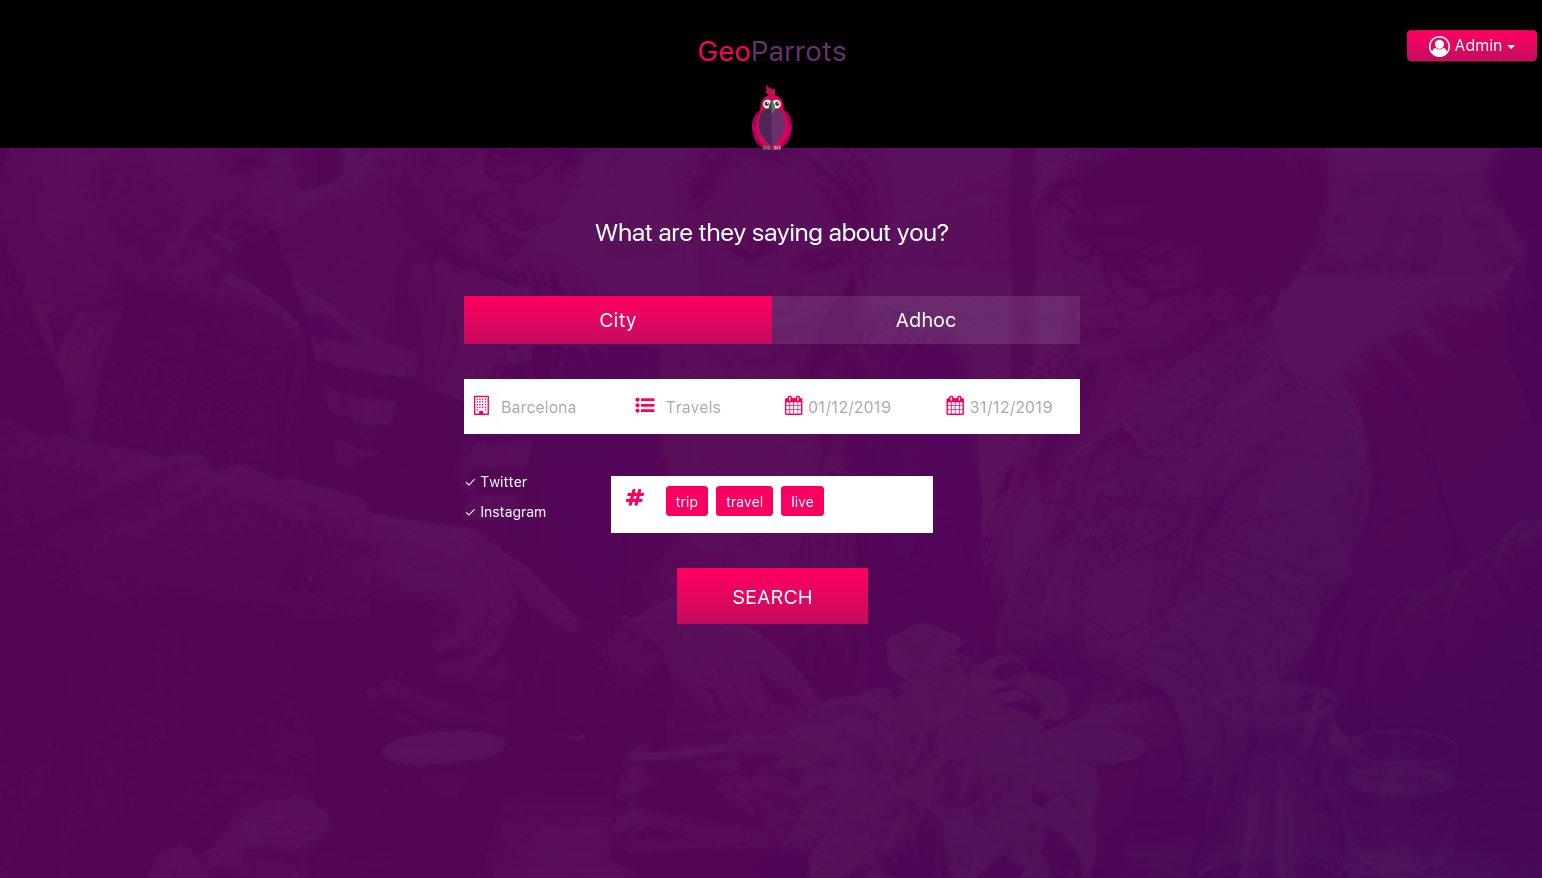 GeoParrots
Admin
What are they saying about you?
City Adhoc
Barcelona Travels 01/12/2019 31/12/2019
Twitter
# trip travel live
Instagram
SEARCH